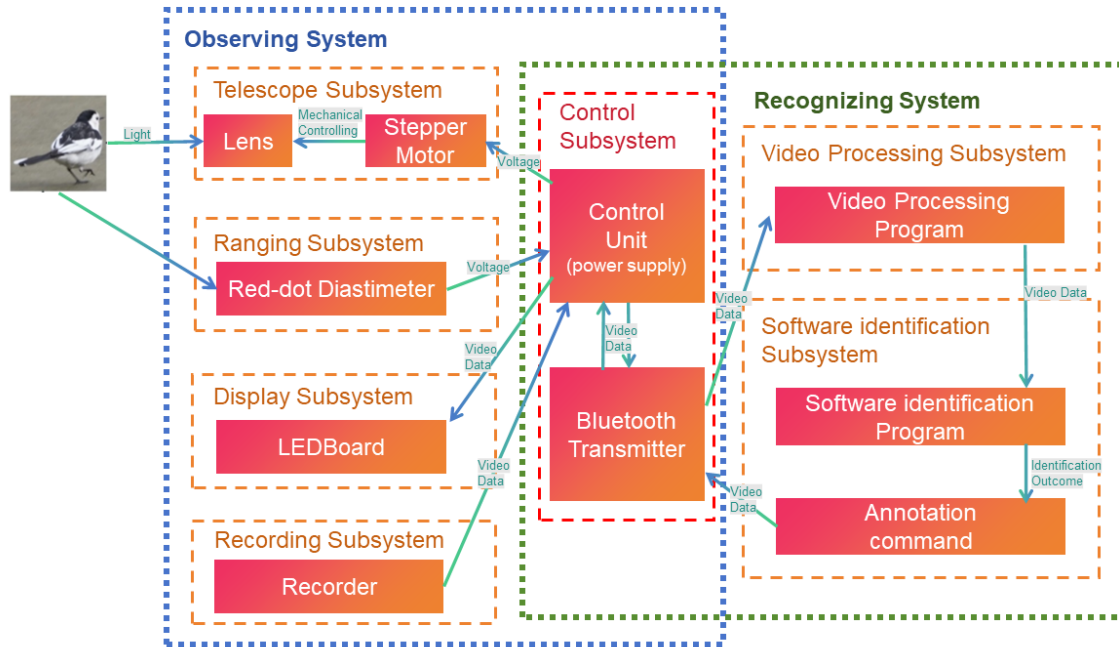 Observing System
Telescope Subsystem
Light
Lens
Mechanical
Controlling
Stepper
Motor
Voltage
Ranging Subsystem
Red-dot Diastimeter
Voltage
Video
Data
Display Subsystem
LEDBoard
Video
Data
Recording Subsystem
Recorder
Control
Subsystem
Control
Unit
(power supply)
Video
Data
Bluetooth
Transmitter
Recognizing System
Video Processing Subsystem
Video Processing
Program
Video
Data
Video Data
Software identification
Subsystem
Software identification
Program
Identification
Outcome
Video
Data
Annotation
command